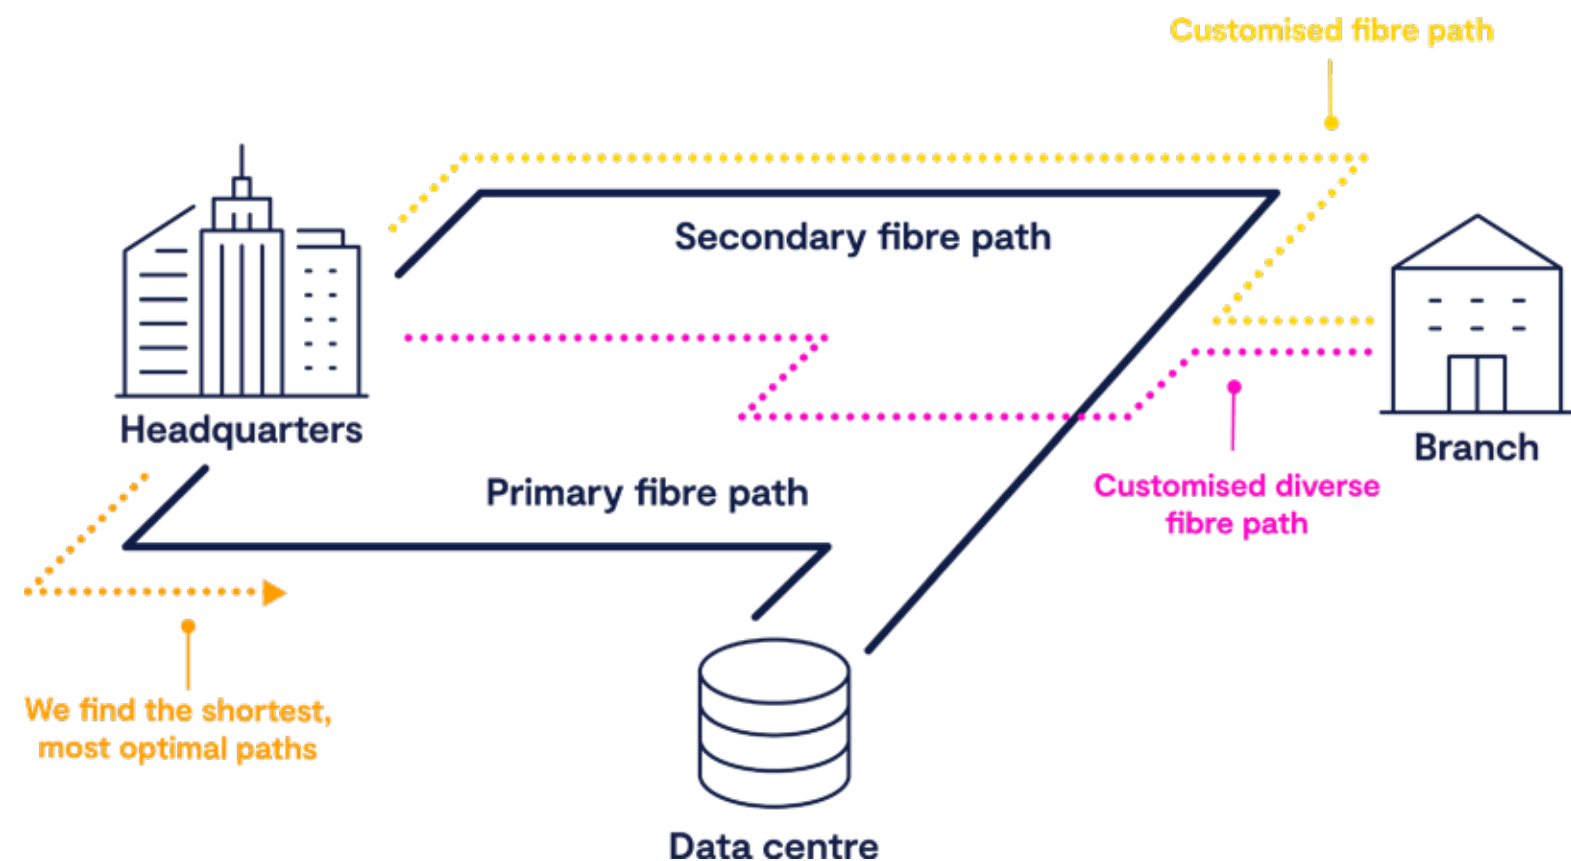 Customised fibre path
Secondary fibre path
Headquarters
Branch
Primary fibre path
Customised diverse
fibre path
We find the shortest,
most optimal paths
Data centre